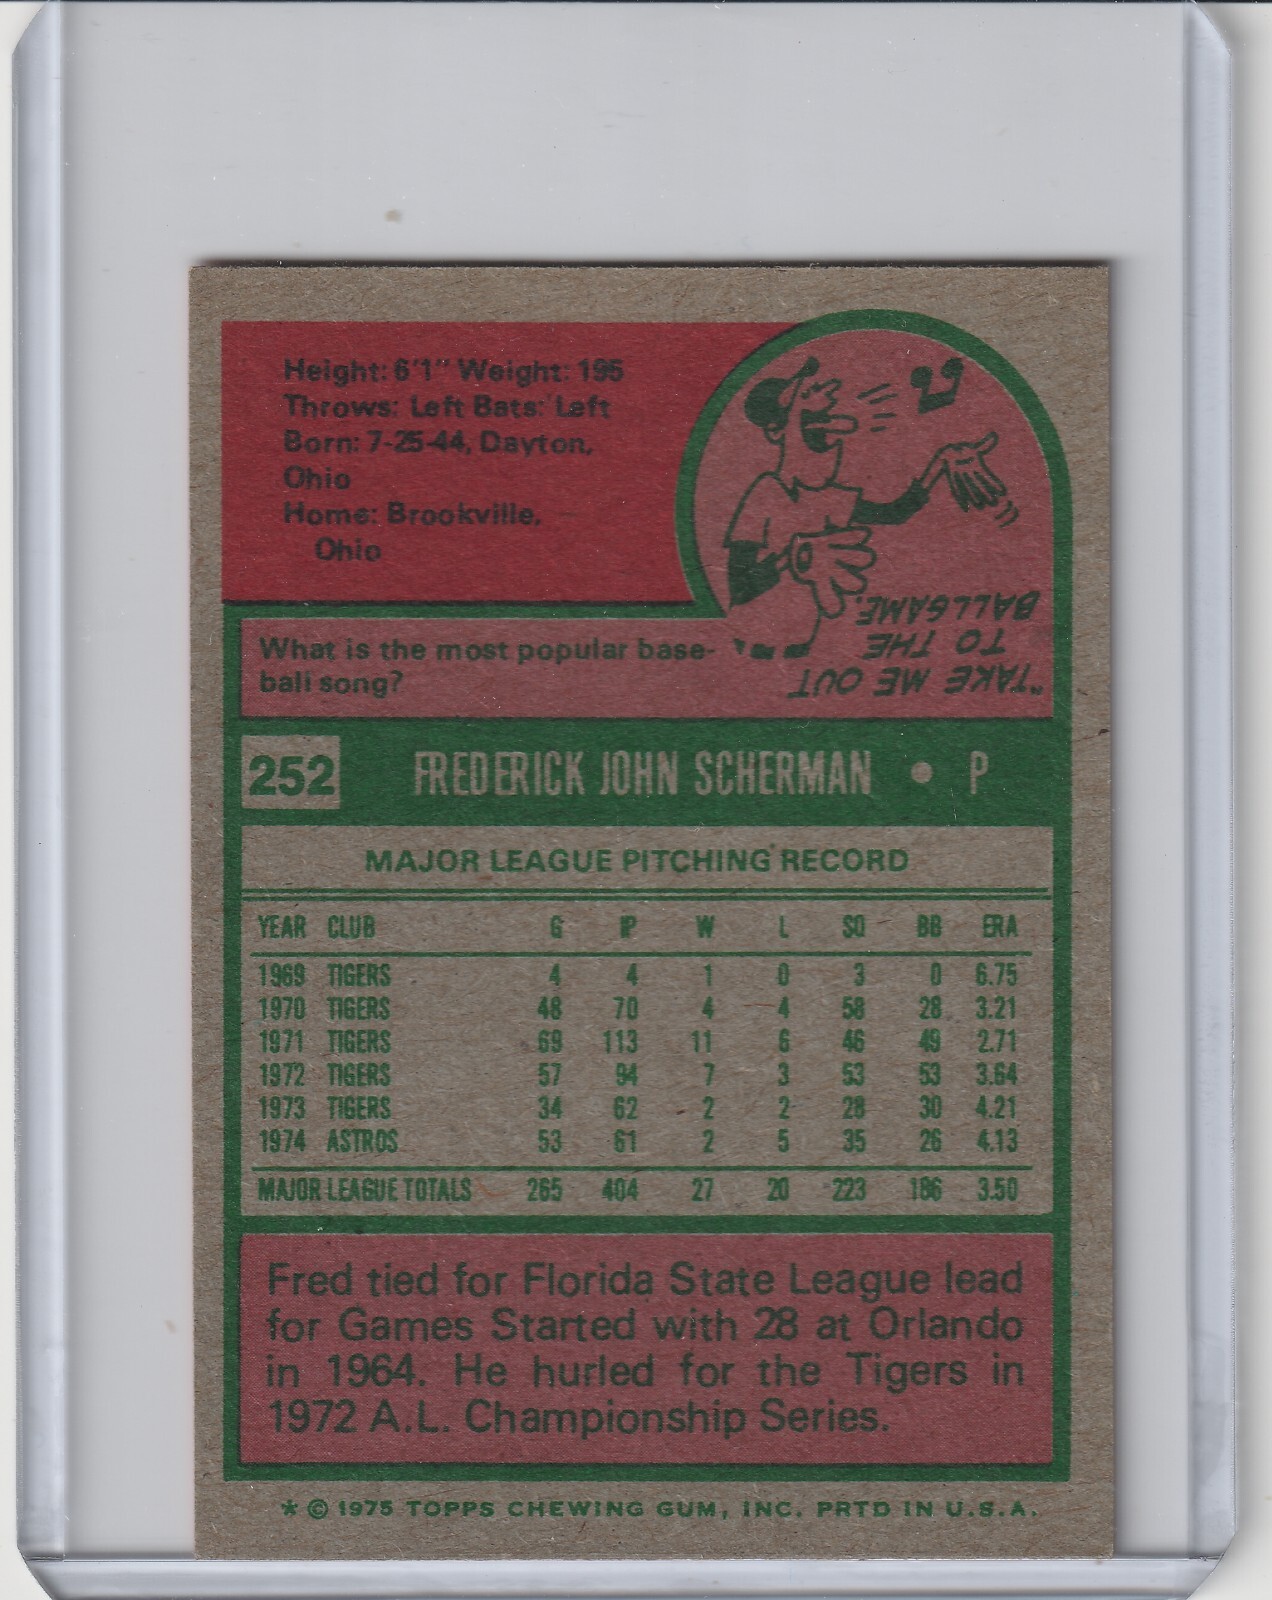 Height: 6'1" Weight: 195
Throws: Left Bats: Left
Born: 7-25-44, Dayton,
Ohio
Home: Brookville,
Ohio
What is the most popular base-
ball song?
"TAKE ME OUT
TO THE
BALLGAME.
252 FREDERICK JOHN SCHERMAN • P
MAJOR LEAGUE PITCHING RECORD
YEAR CLUB G IP W L SO BB ERA
1969 TIGERS 4 4 1 0 3 0 6.75
1970 TIGERS 48 70 4 4 58 28 3.21
1971 TIGERS 69 113 11 6 46 49 2.71
1972 TIGERS 57 94 7 3 53 53 3.64
1973 TIGERS 34 62 2 2 28 30 4.21
1974 ASTROS 53 61 2 5 35 26 4.13
MAJOR LEAGUE TOTALS 265 404 27 20 223 186 3.50
Fred tied for Florida State League lead
for Games Started with 28 at Orlando
in 1964. He hurled for the Tigers in
1972 A.L. Championship Series.
* © 1975 TOPPS CHEWING GUM, INC. PRTD IN U.S.A.